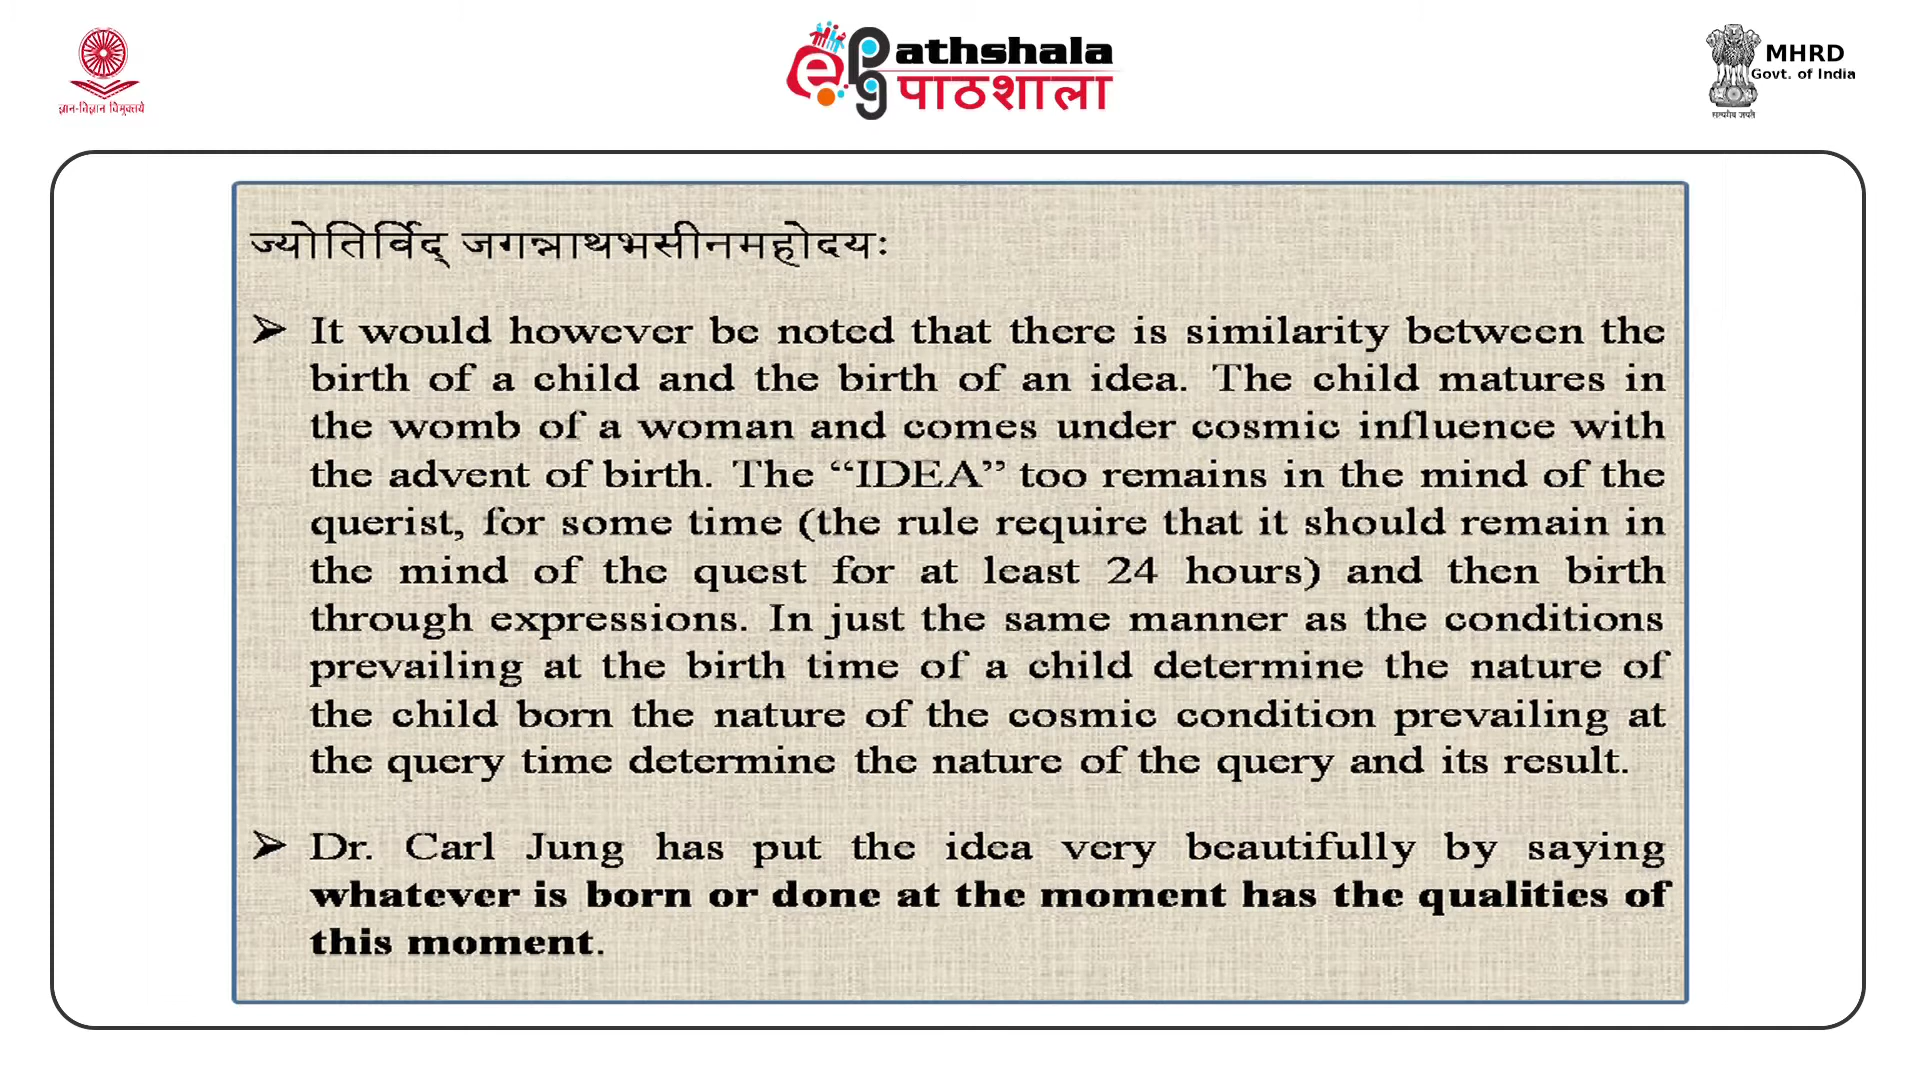 ज्ञान-विज्ञान विमुक्तये
e Pg athshala
पाठशाला
MHRD
Govt. of India
सत्यमेव जयते
ज्योतिर्विद् जगन्नाथभसीनमहोदयः
➢ It would however be noted that there is similarity between the
birth of a child and the birth of an idea. The child matures in
the womb of a woman and comes under cosmic influence with
the advent of birth. The “IDEA” too remains in the mind of the
querist, for some time (the rule require that it should remain in
the mind of the quest for at least 24 hours) and then birth
through expressions. In just the same manner as the conditions
prevailing at the birth time of a child determine the nature of
the child born the nature of the cosmic condition prevailing at
the query time determine the nature of the query and its result.
➢ Dr. Carl Jung has put the idea very beautifully by saying
whatever is born or done at the moment has the qualities of
this moment.